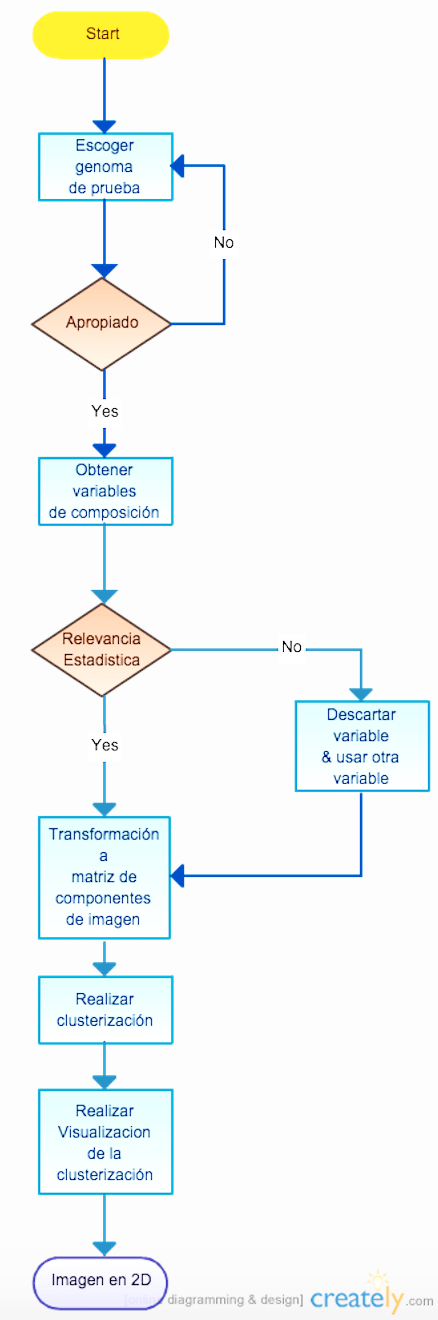 Start
Escoger
genoma
de prueba
No
Apropiado
Yes
Obtener
variables
de composición
Relevancia
Estadistica
No
Yes
Descartar
variable
& usar otra
variable
Transformación
a
matriz de
componentes
de imagen
Realizar
clusterización
Realizar
Visualizacion
de la
clusterización
Imagen en 2D
diagramming & design]
creately.com